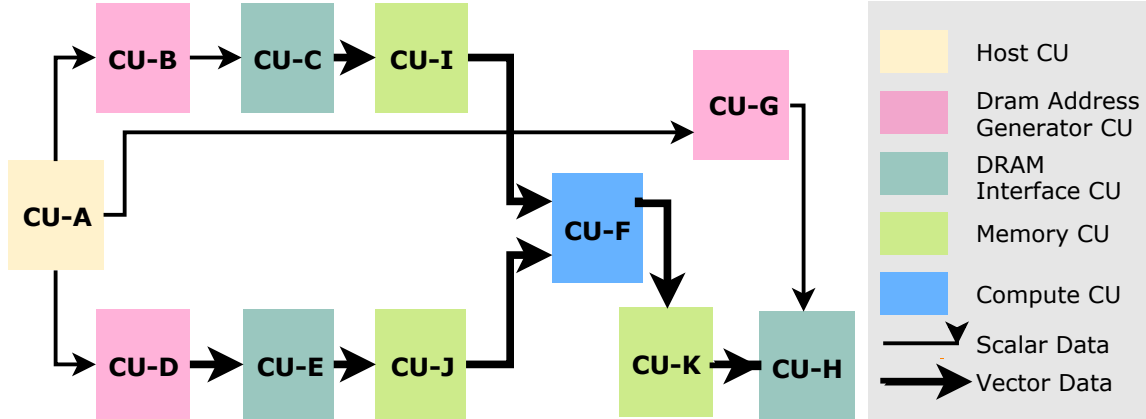 CU-B
CU-C
CU-I
CU-G
CU-A
CU-F
CU-D
CU-E
CU-J
CU-K
CU-H
Host CU
Dram Address
Generator CU
DRAM
Interface CU
Memory CU
Compute CU
Scalar Data
Vector Data